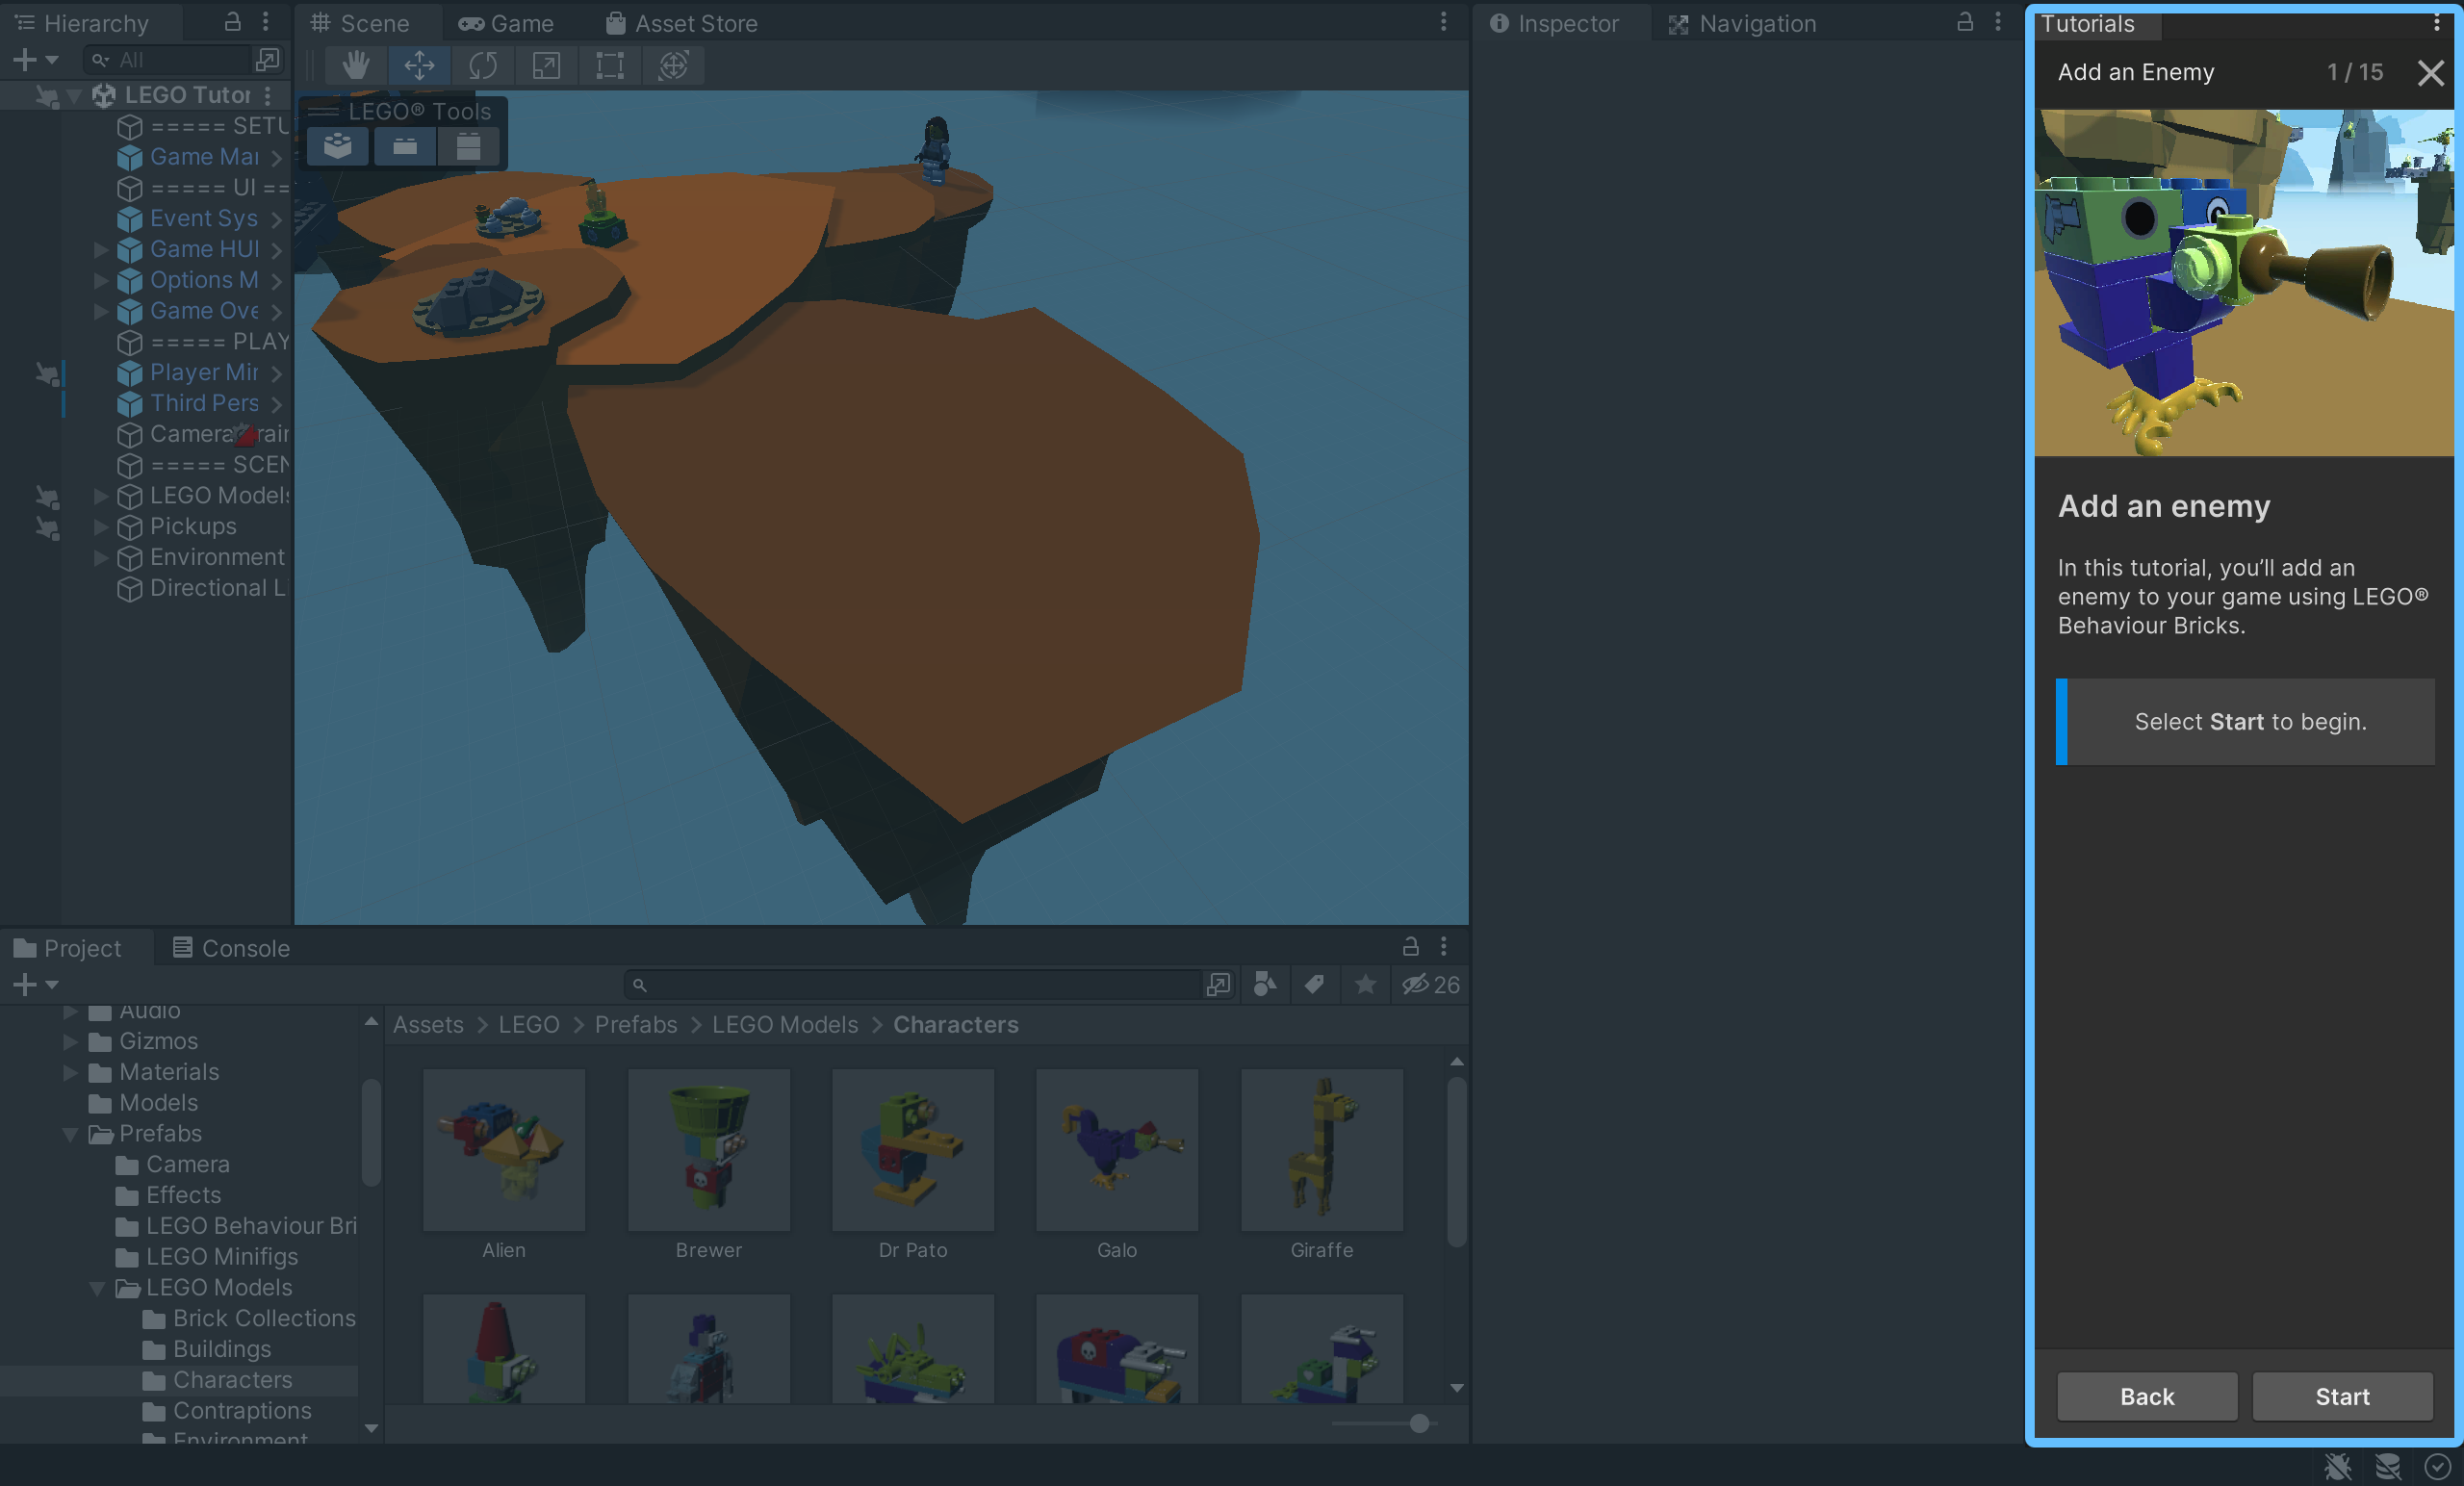 Hierarchy
All
LEGO Tutor
===== SETU
Game Mar
===== UI ==
Event Sys
Game HUI
Options M
Game Ove
===== PLAY
Player Mir
Third Pers
Camera
===== SCEN
LEGO Models
Pickups
Environment
Directional Li
Scene
Game
Asset Store
LEGO® Tools
Inspector
Navigation
Tutorials
Add an Enemy 1 / 15
Add an enemy
In this tutorial, you’ll add an
enemy to your game using LEGO®
Behaviour Bricks.
Select Start to begin.
Back
Start
Project
Console
26
Audio
Gizmos
Materials
Models
Prefabs
Camera
Effects
LEGO Behaviour Bri
LEGO Minifigs
LEGO Models
Brick Collections
Buildings
Characters
Contraptions
Environment
Assets > LEGO > Prefabs > LEGO Models > Characters
Alien
Brewer
Dr Pato
Galo
Giraffe